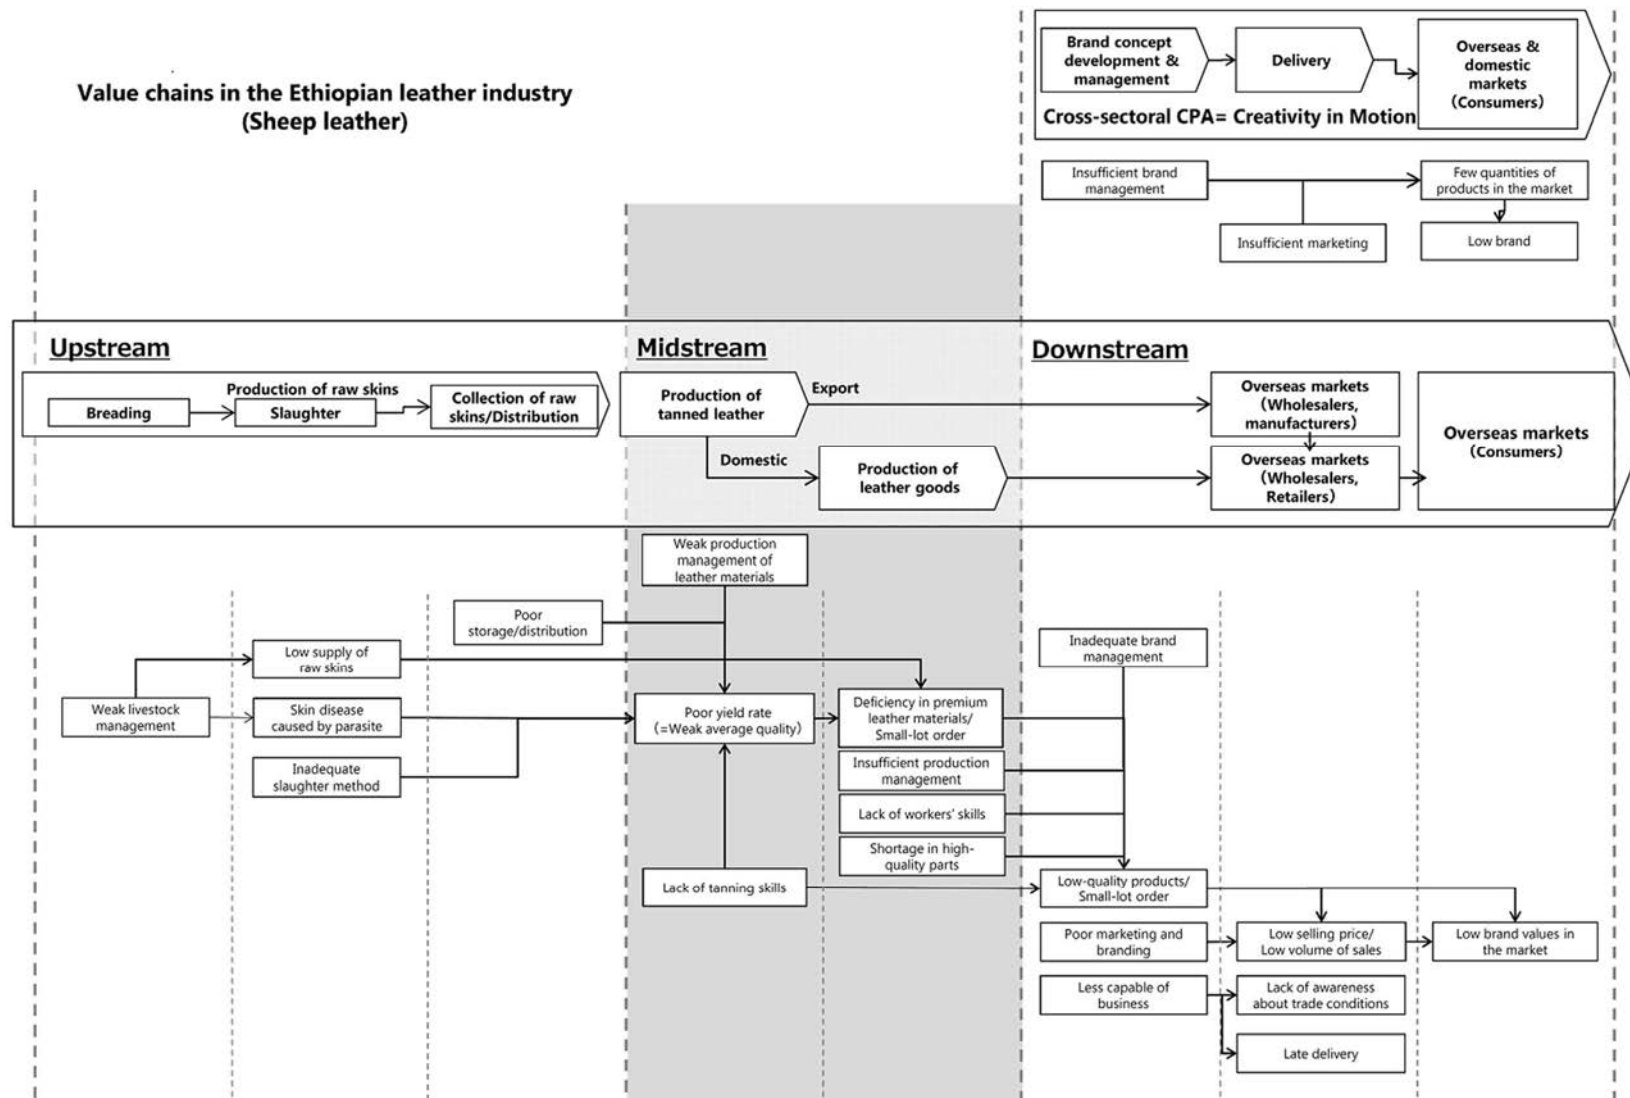 Value chains in the Ethiopian leather industry
(Sheep leather)
Brand concept
development &
management
Delivery
Overseas &
domestic
markets
(Consumers)
Cross-sectoral CPA= Creativity in Motion
Insufficient brand
management
Few quantities of
products in the market
Insufficient marketing
Low brand
Upstream
Midstream
Downstream
Production of raw skins
Breading
Slaughter
Collection of raw
skins/Distribution
Production of
tanned leather
Export
Domestic
Production of
leather goods
Overseas markets
(Wholesalers,
manufacturers)
Overseas markets
(Wholesalers,
Retailers)
Overseas markets
(Consumers)
Weak production
management of
leather materials
Poor
storage/distribution
Low supply of
raw skins
Inadequate brand
management
Weak livestock
management
Skin disease
caused by parasite
Poor yield rate
(=Weak average quality)
Deficiency in premium
leather materials/
Small-lot order
Inadequate
slaughter method
Insufficient production
management
Lack of workers' skills
Shortage in high-
quality parts
Lack of tanning skills
Low-quality products/
Small-lot order
Poor marketing and
branding
Low selling price/
Low volume of sales
Low brand values in
the market
Less capable of
business
Lack of awareness
about trade conditions
Late delivery